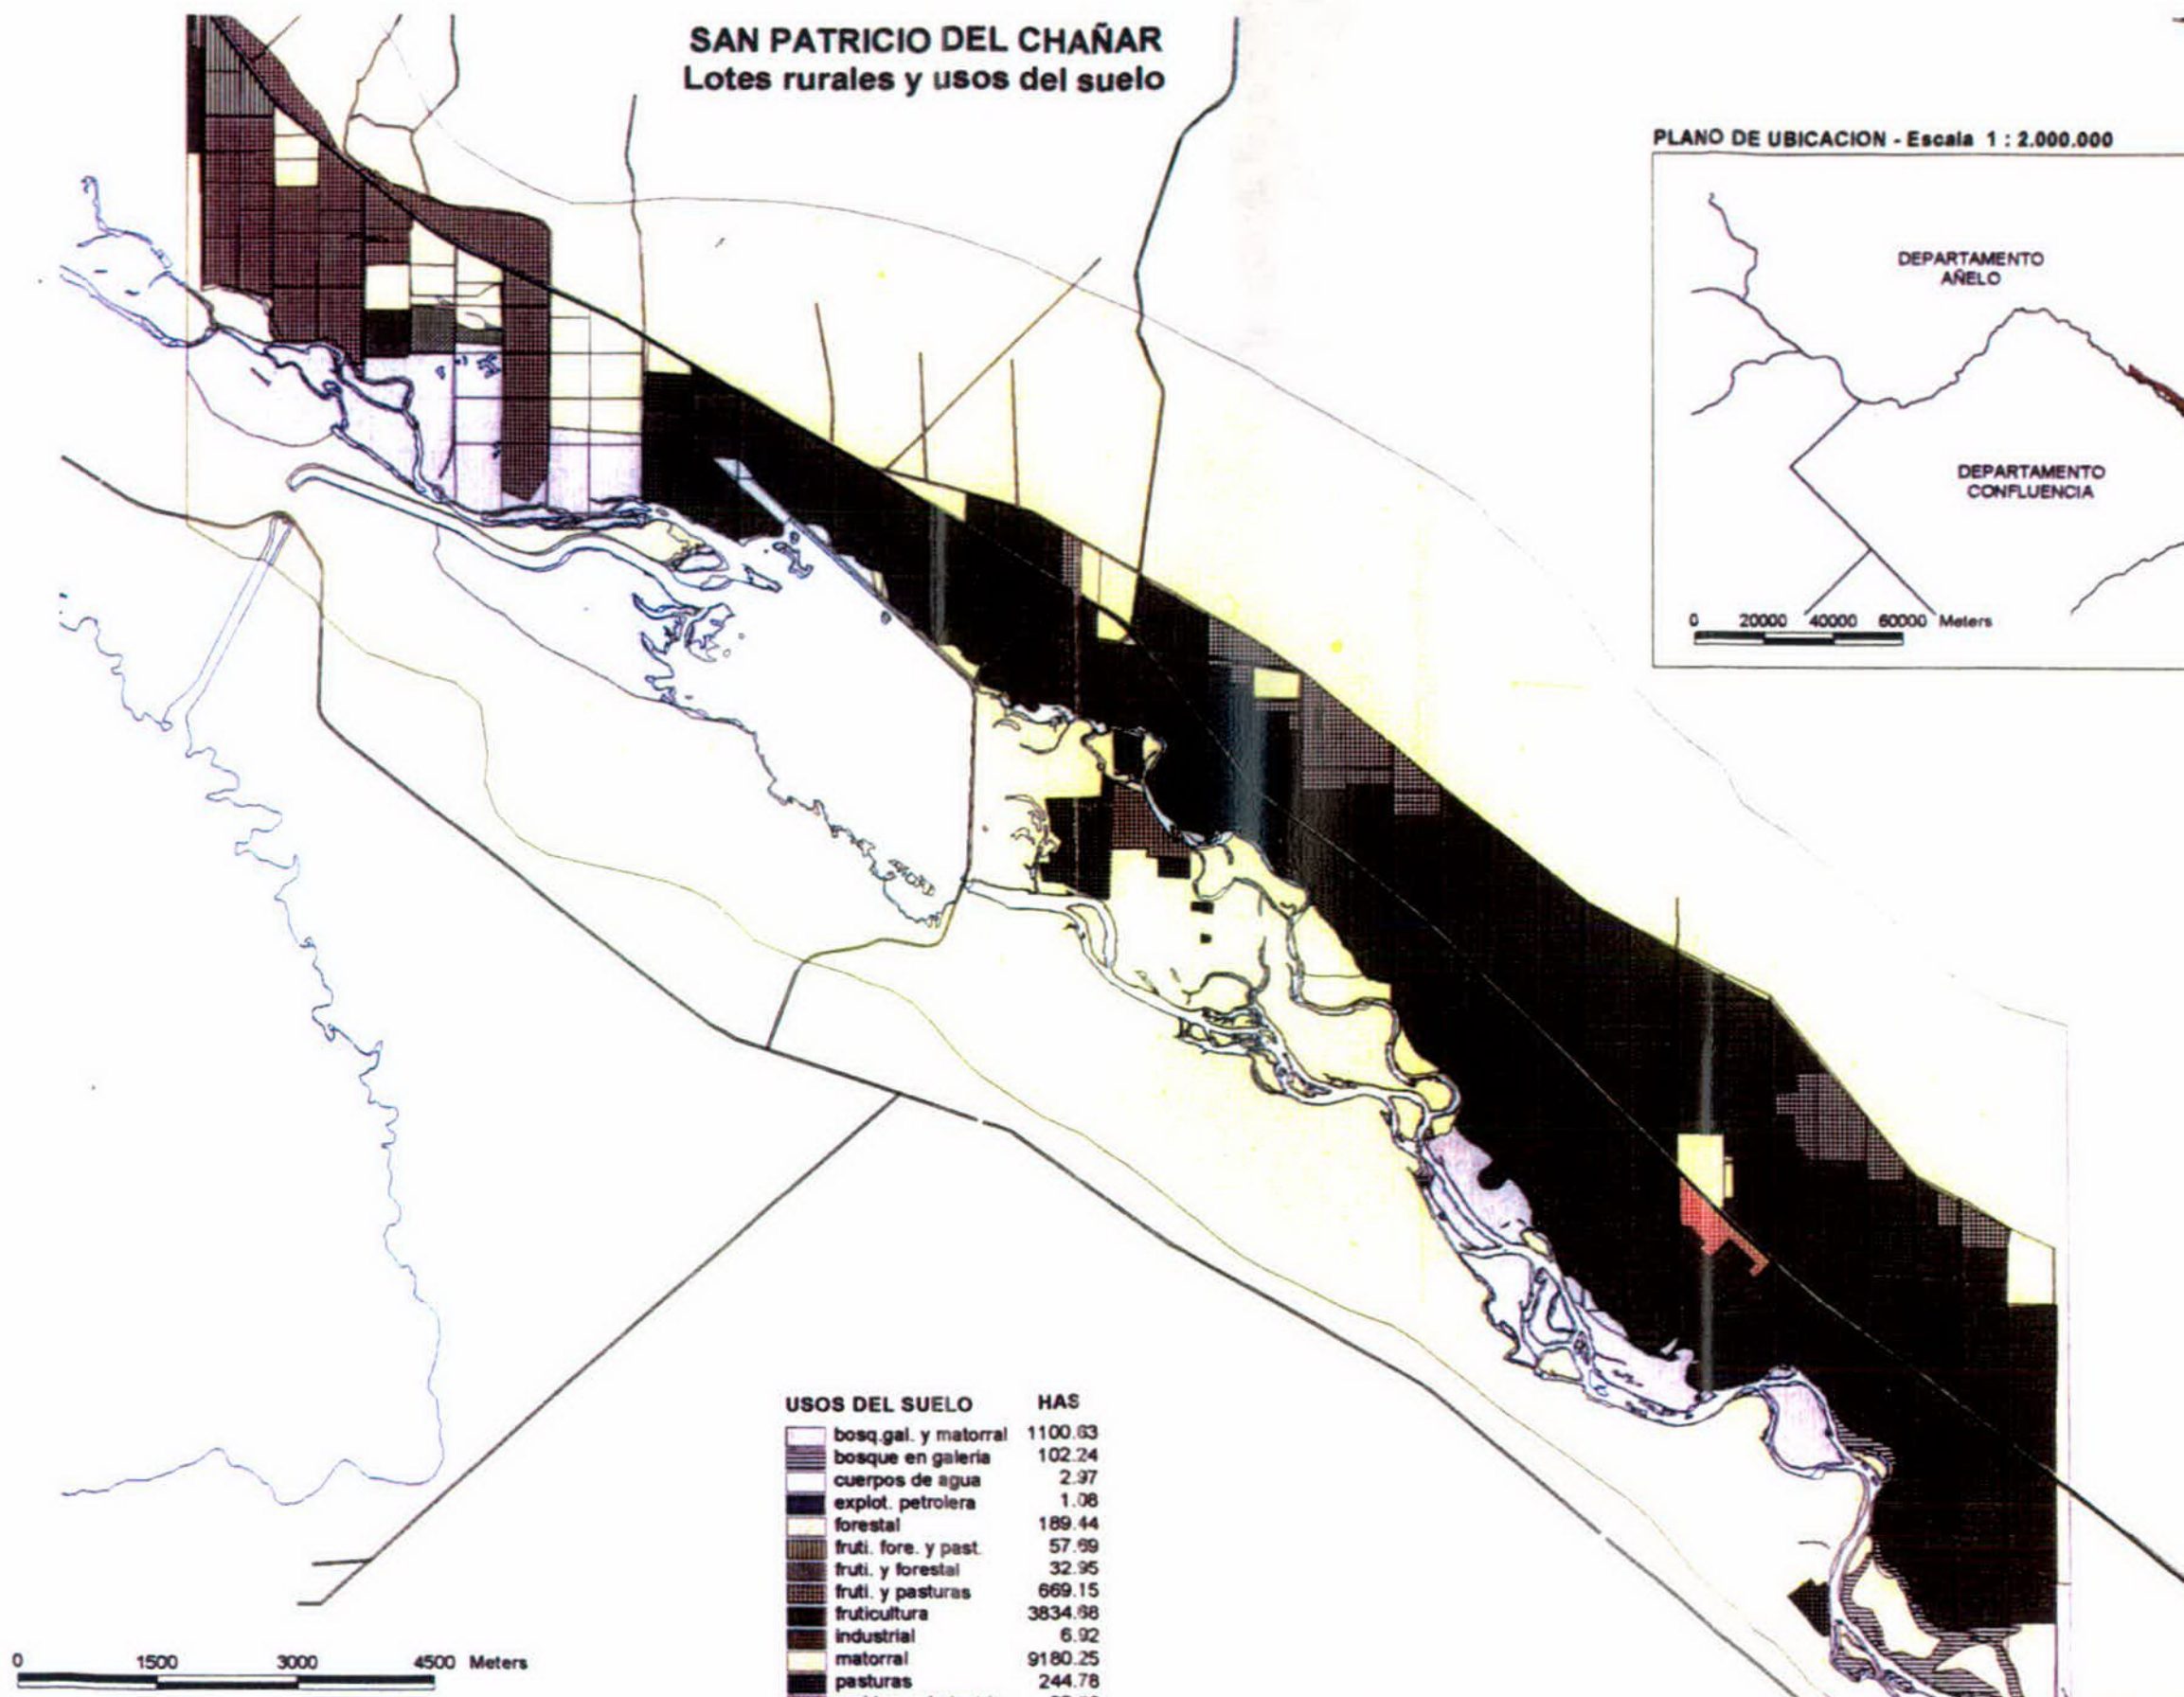 SAN PATRICIO DEL CHAÑAR
Lotes rurales y usos del suelo
PLANO DE UBICACION - Escala 1 : 2.000.000
DEPARTAMENTO
AÑELO
DEPARTAMENTO
CONFLUENCIA
0 20000 40000 60000 Meters
USOS DEL SUELO HAS
bosq.gal. y matorral 1100.63
bosque en galeria 102.24
cuerpos de agua 2.97
explot. petrolera 1.08
forestal 189.44
fruti. fore. y past. 57.69
fruti. y forestal 32.95
fruti. y pasturas 669.15
fruticultura 3834.68
industrial 6.92
matorral 9180.25
pasturas 244.78
0 1500 3000 4500 Meters